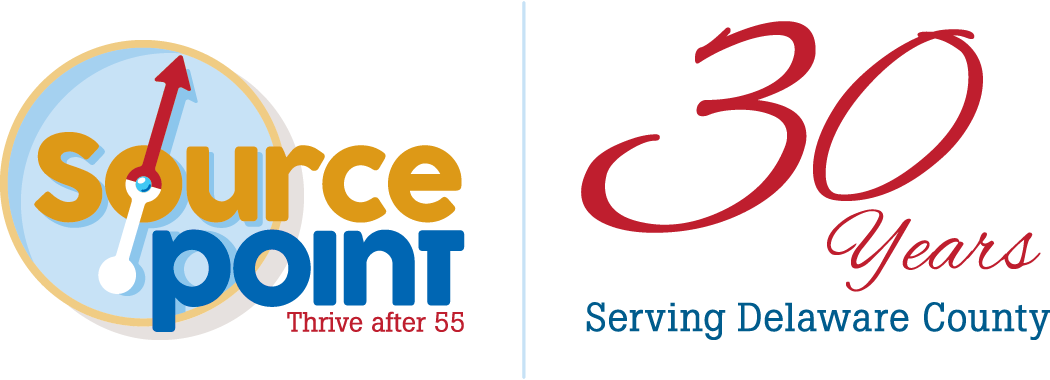 Source
point
Thrive after 55
30
Years
Serving Delaware County